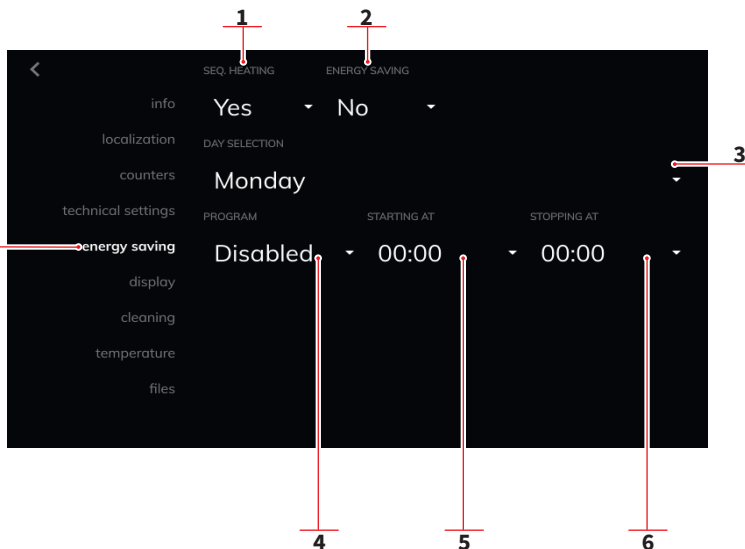 1 2
SEQ. HEATING ENERGY SAVING
info Yes No
localization DAY SELECTION
3
counters Monday
technical settings PROGRAM STARTING AT STOPPING AT
energy saving Disabled 00:00 00:00
display
cleaning
temperature
files
4 5 6